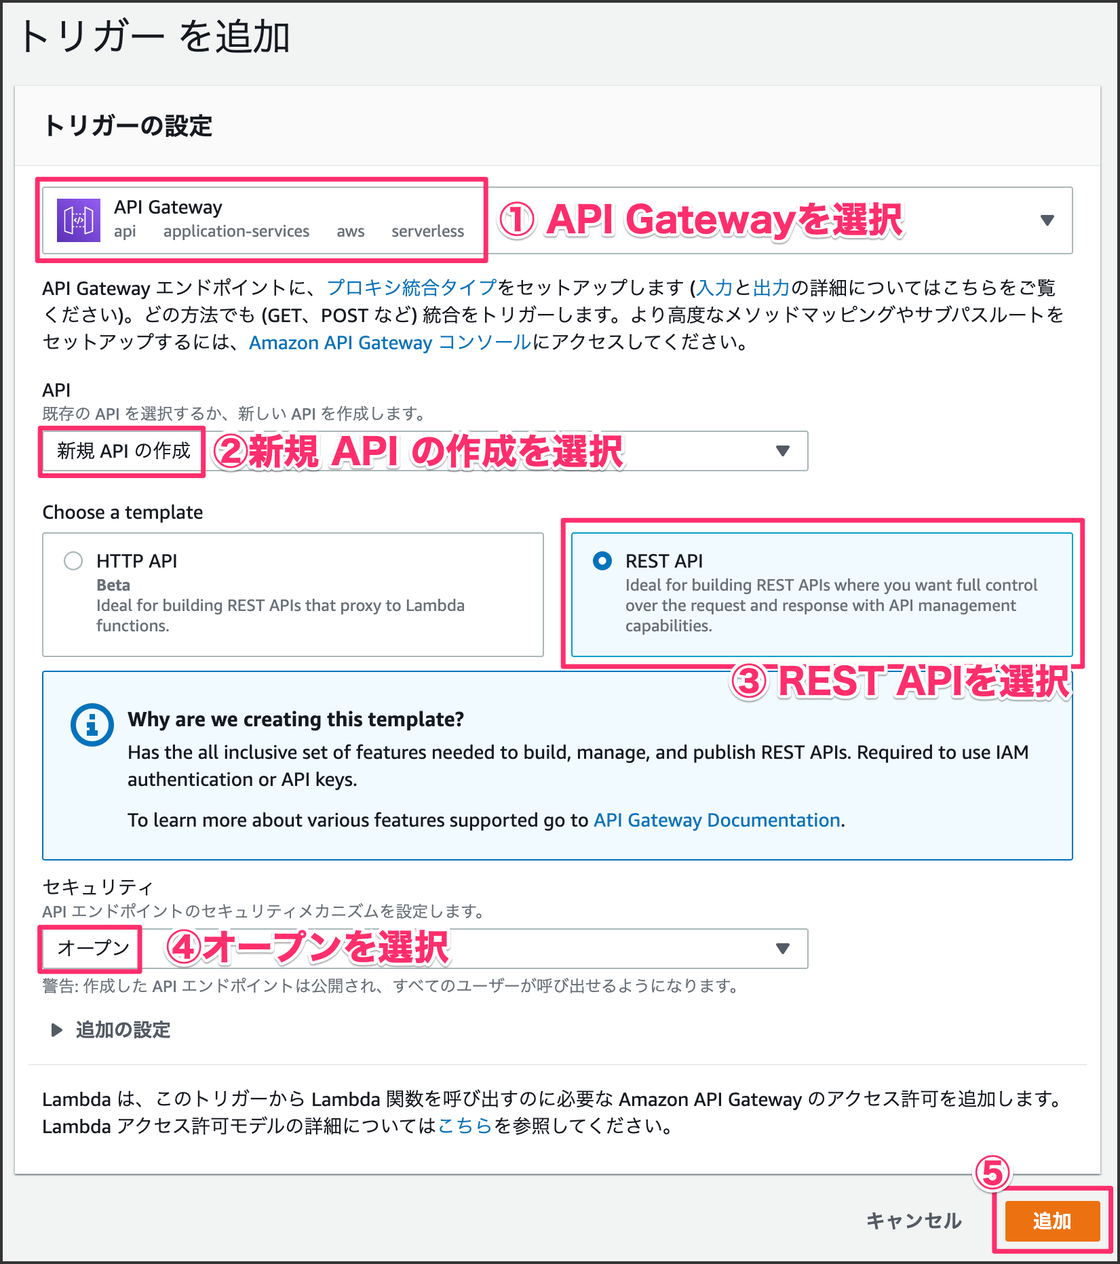 トリガー を追加
トリガーの設定
API Gateway
api application-services aws serverless
① API Gatewayを選択
API Gateway エンドポイントに、プロキシ統合タイプをセットアップします (入力と出力の詳細についてはこちらをご覧
ください)。どの方法でも (GET、POST など) 統合をトリガーします。より高度なメソッドマッピングやサブパスルートを
セットアップするには、Amazon API Gateway コンソールにアクセスしてください。
API
既存の API を選択するか、新しい API を作成します。
新規 API の作成
②新規 API の作成を選択
Choose a template
HTTP API
Beta
Ideal for building REST APIs that proxy to Lambda
functions.
REST API
Ideal for building REST APIs where you want full control
over the request and response with API management
capabilities.
③ REST APIを選択
Why are we creating this template?
Has the all inclusive set of features needed to build, manage, and publish REST APIs. Required to use IAM
authentication or API keys.
To learn more about various features supported go to API Gateway Documentation.
セキュリティ
API エンドポイントのセキュリティメカニズムを設定します。
オープン
④オープンを選択
警告: 作成した API エンドポイントは公開され、すべてのユーザーが呼び出せるようになります。
追加の設定
Lambda は、このトリガーから Lambda 関数を呼び出すのに必要な Amazon API Gateway のアクセス許可を追加します。
Lambda アクセス許可モデルの詳細についてはこちらを参照してください。
⑤
キャンセル
追加